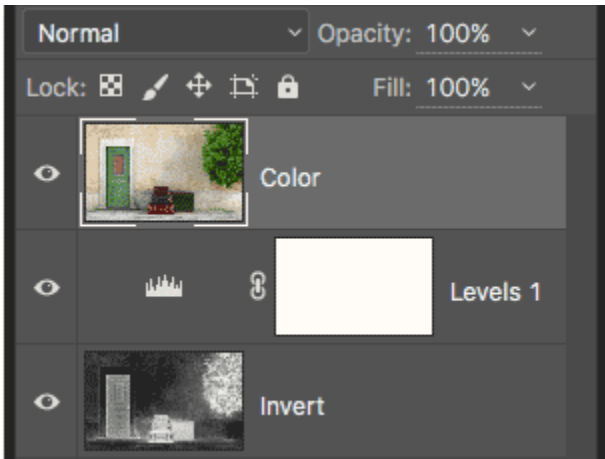 Normal Opacity: 100%
Lock: Fill: 100%
Color
Levels 1
Invert